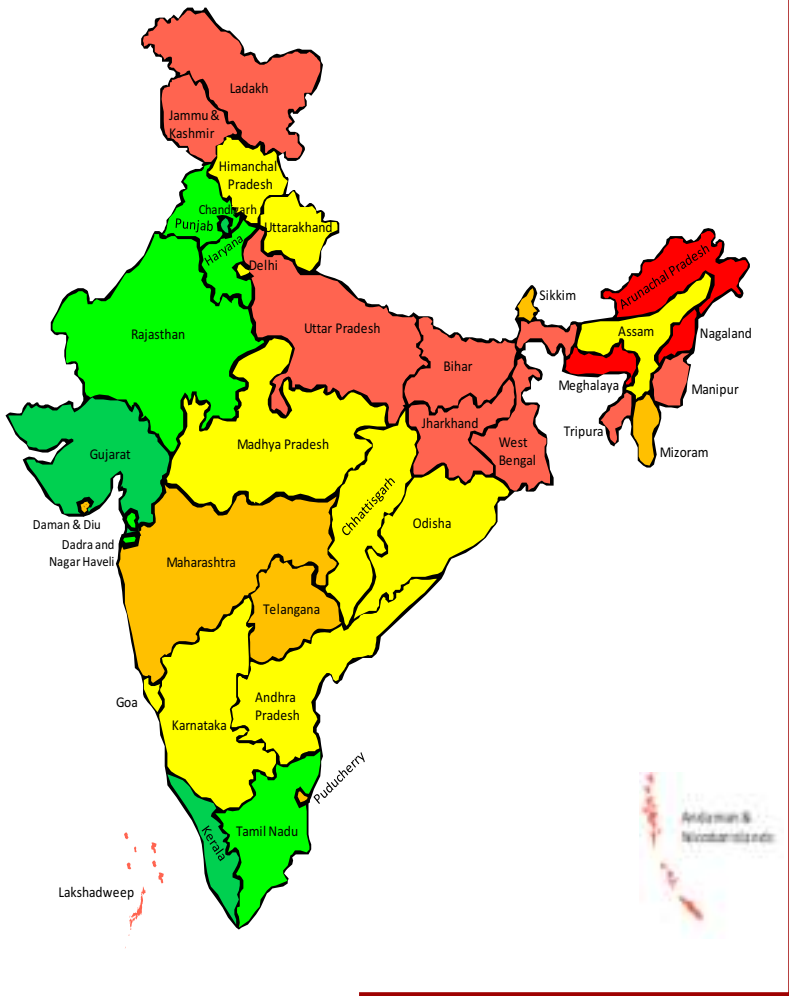 Ladakh
Jammu &
Kashmir
Himanchal
Pradesh
Chandigarh
Punjab
Uttarakhand
Haryana
Delhi
Rajasthan
Uttar Pradesh
Bihar
Sikkim
Arunachal Pradesh
Assam
Nagaland
Meghalaya
Manipur
Tripura
Mizoram
Jharkhand
West
Bengal
Gujarat
Madhya Pradesh
Chhattisgarh
Odisha
Daman & Diu
Dadra and
Nagar Haveli
Maharashtra
Telangana
Goa
Karnataka
Andhra
Pradesh
Puducherry
Tamil Nadu
Kerala
Lakshadweep
Andaman &
Nicobar Islands